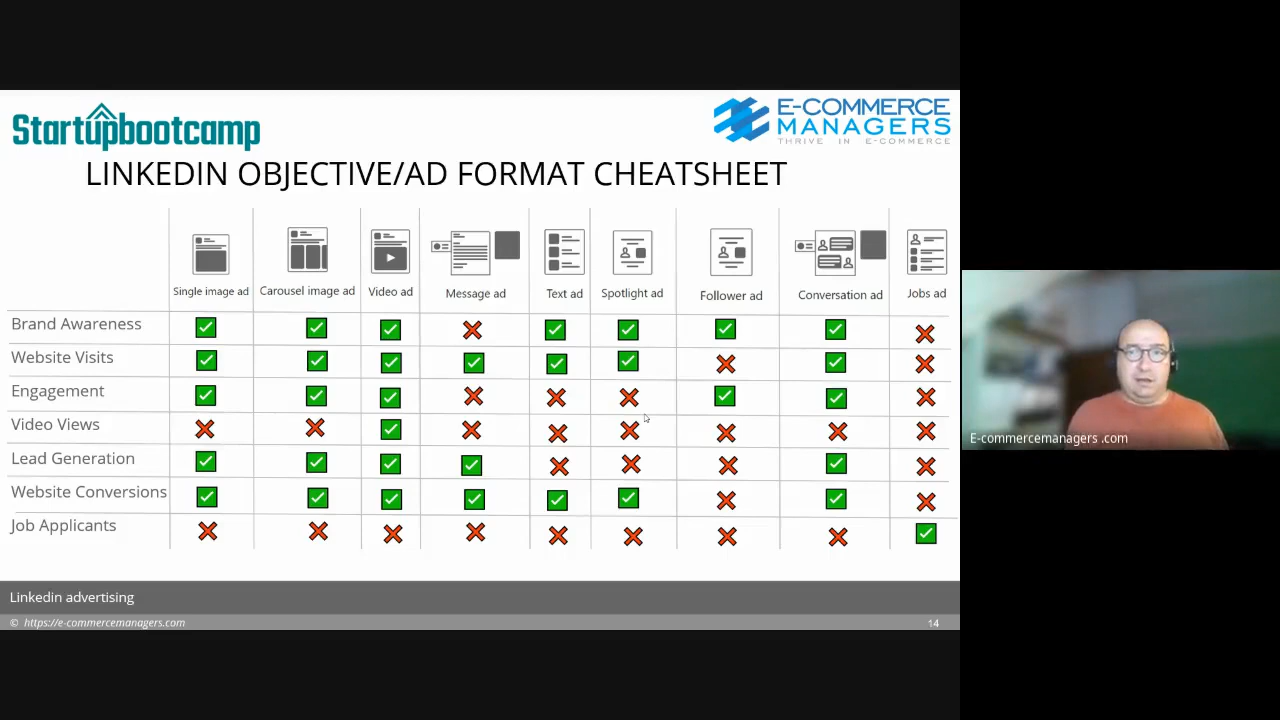 Startupbootcamp
E-COMMERCE
MANAGERS
THRIVE IN E-COMMERCE
LINKEDIN OBJECTIVE/AD FORMAT CHEATSHEET
Single image ad
Carousel image ad
Video ad
Message ad
Text ad
Spotlight ad
Follower ad
Conversation ad
Jobs ad
Brand Awareness
Website Visits
Engagement
Video Views
Lead Generation
Website Conversions
Job Applicants
E-commercemanagers .com
Linkedin advertising
© https://e-commercemanagers.com
14